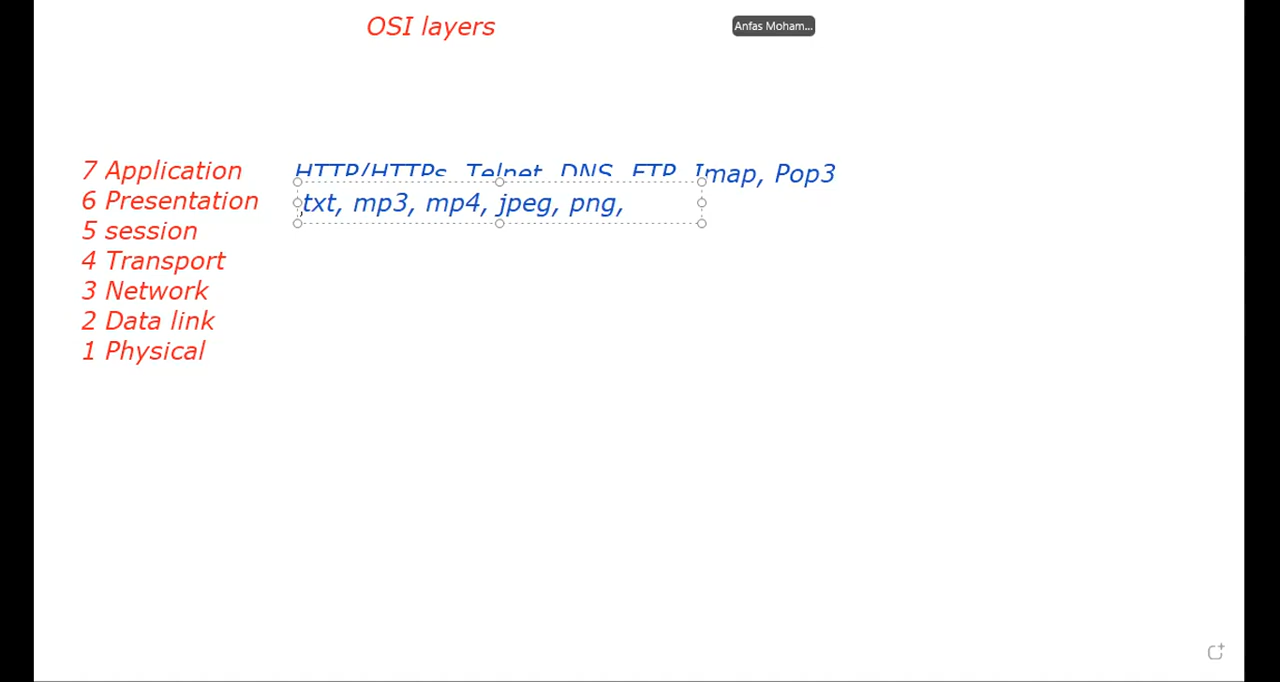 OSI layers
Anfas Moham...
7 Application HTTP/HTTPs, Telnet, DNS, FTP, Imap, Pop3
6 Presentation txt, mp3, mp4, jpeg, png,
5 session
4 Transport
3 Network
2 Data link
1 Physical